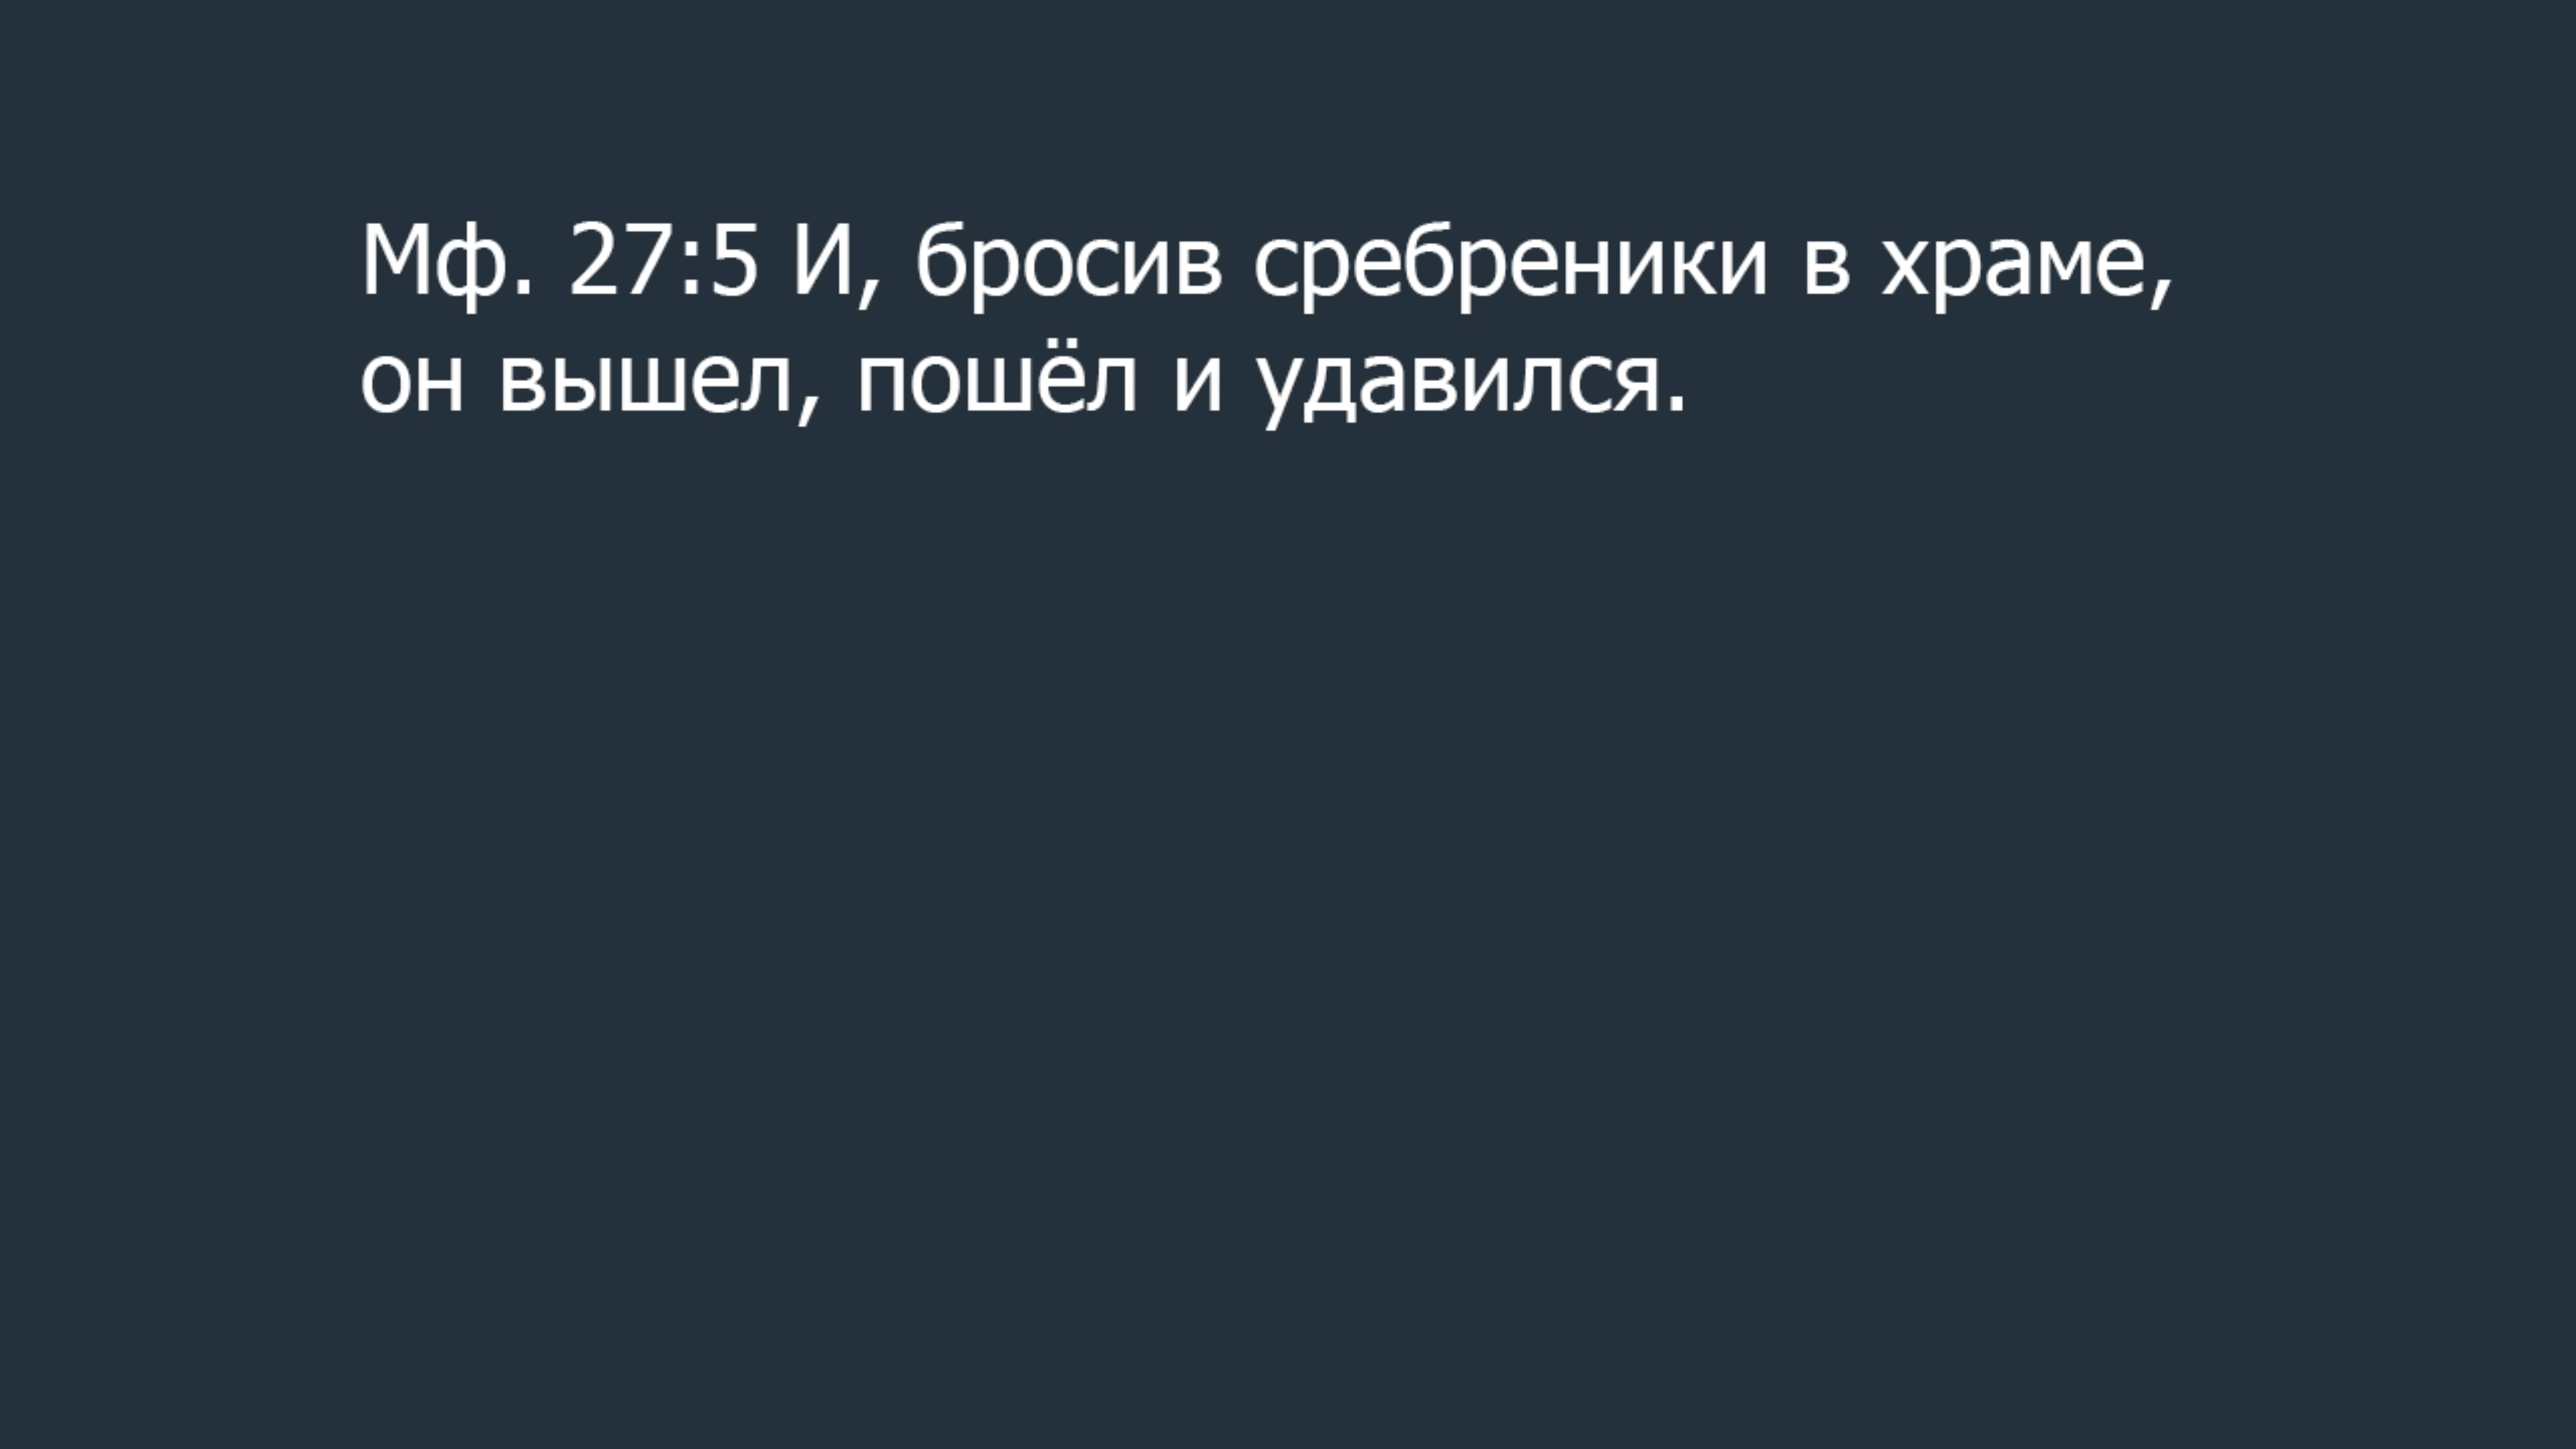 Мф. 27:5 И, бросив сребреники в храме,
он вышел, пошёл и удавился.